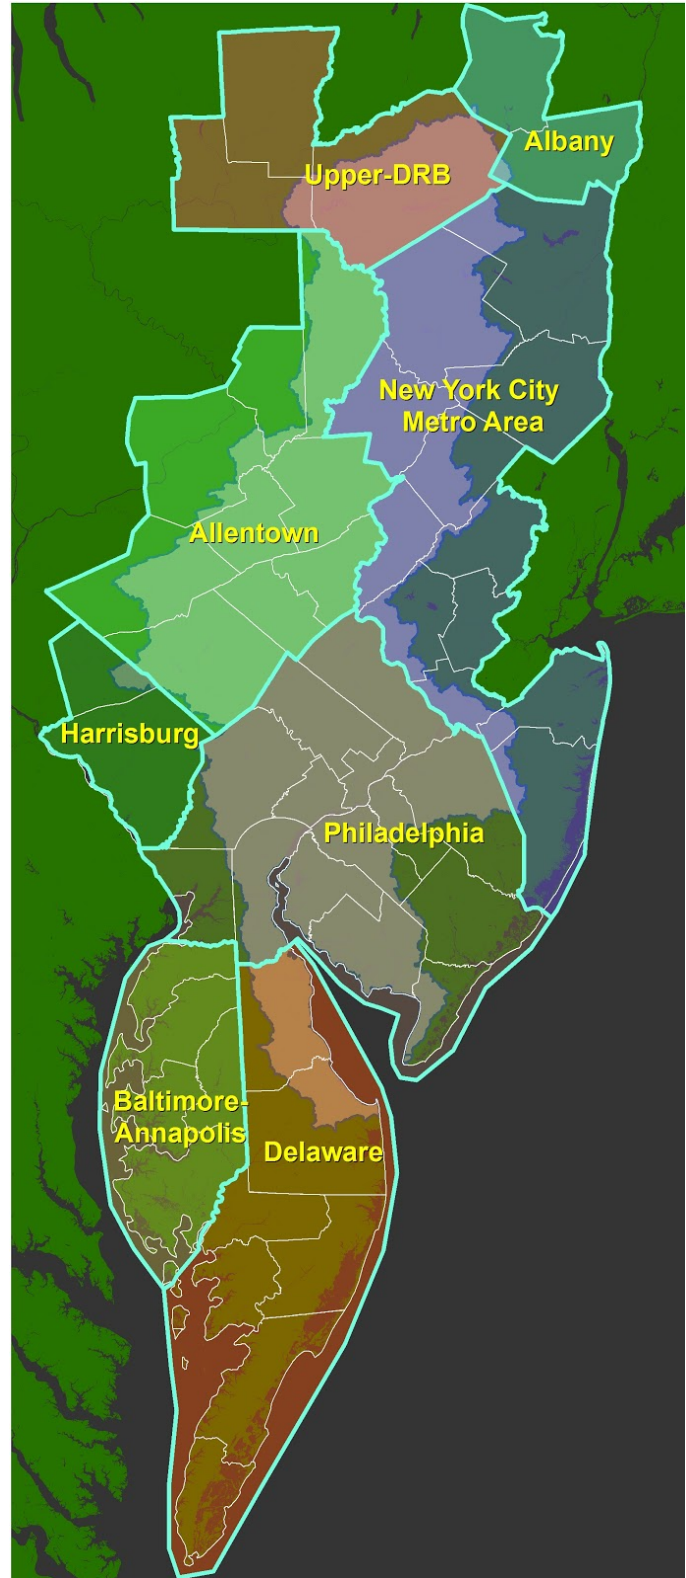 Albany
Upper-DRB
New York City
Metro Area
Allentown
Harrisburg
Philadelphia
Baltimore-
Annapolis
Delaware